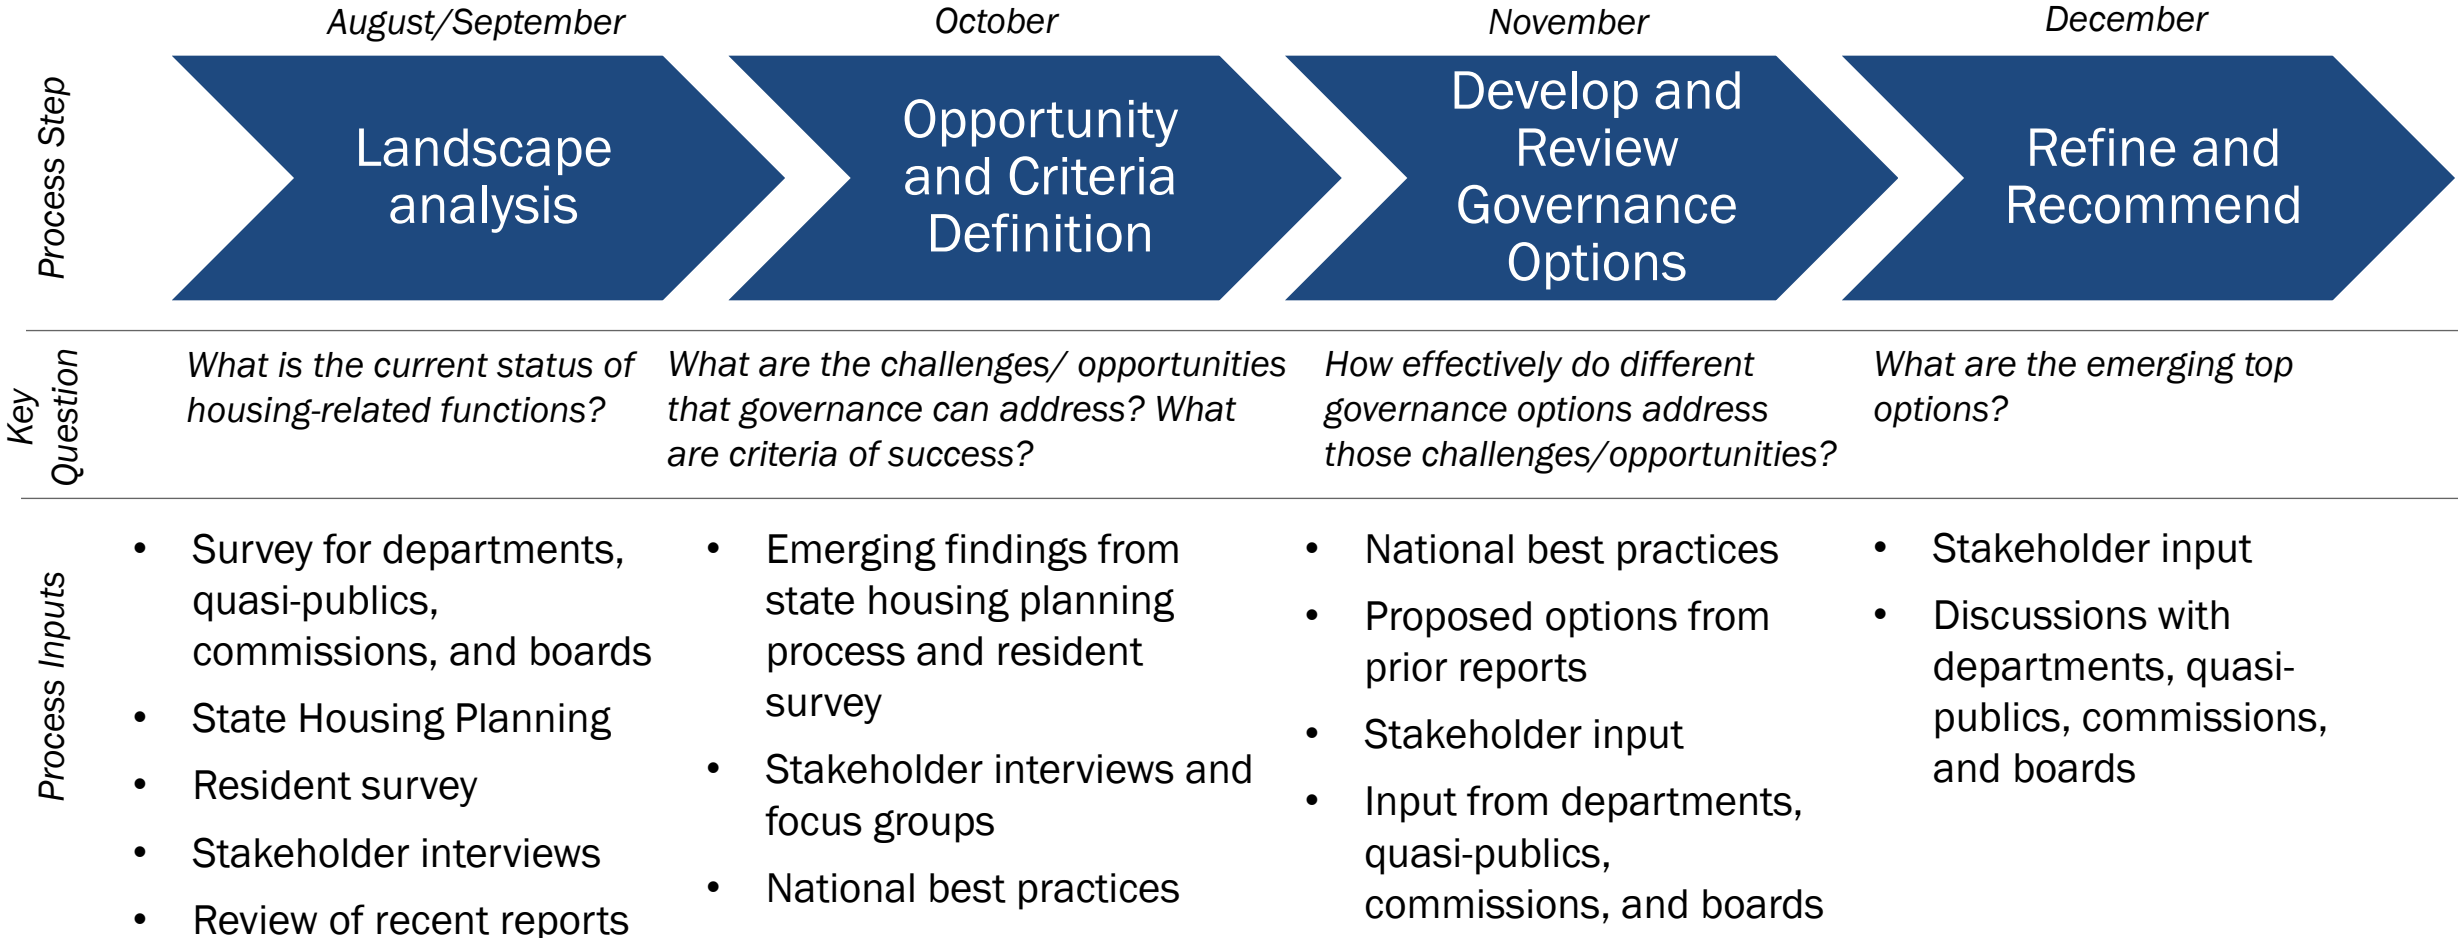 August/September
October
November
December
Process Step
Landscape
analysis
Opportunity
and Criteria
Definition
Develop and
Review
Governance
Options
Refine and
Recommend
Key
Question
What is the current status of
housing-related functions?
What are the challenges/ opportunities
that governance can address? What
are criteria of success?
How effectively do different
governance options address
those challenges/opportunities?
What are the emerging top
options?
Process Inputs
• Survey for departments,
quasi-publics,
commissions, and boards
• State Housing Planning
• Resident survey
• Stakeholder interviews
• Review of recent reports
• Emerging findings from
state housing planning
process and resident
survey
• Stakeholder interviews and
focus groups
• National best practices
• National best practices
• Proposed options from
prior reports
• Stakeholder input
• Input from departments,
quasi-publics,
commissions, and boards
• Stakeholder input
• Discussions with
departments, quasi-
publics, commissions,
and boards